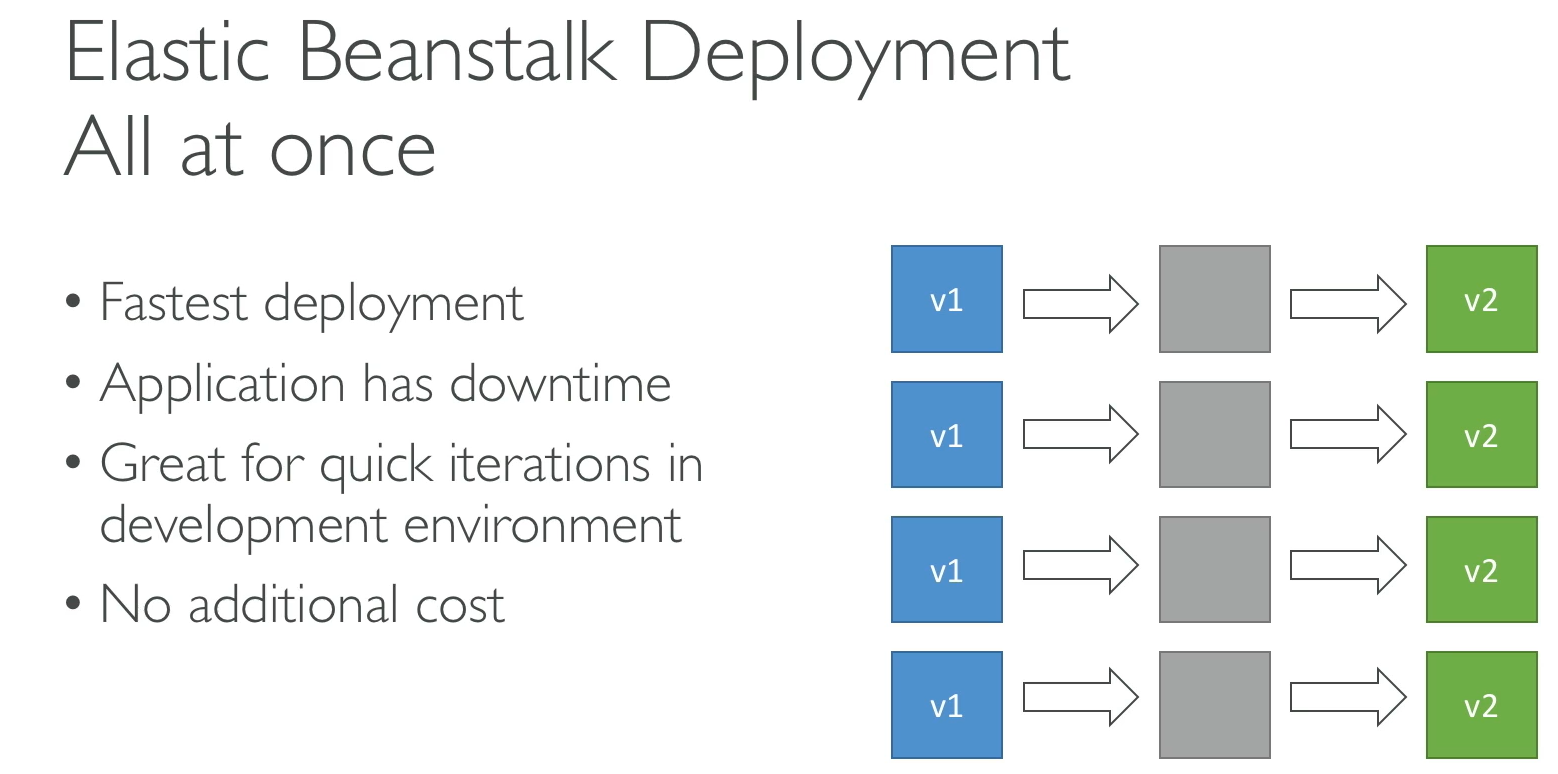 Elastic Beanstalk Deployment
All at once
• Fastest deployment
• Application has downtime
• Great for quick iterations in
development environment
• No additional cost
v1 v2
v1 v2
v1 v2
v1 v2